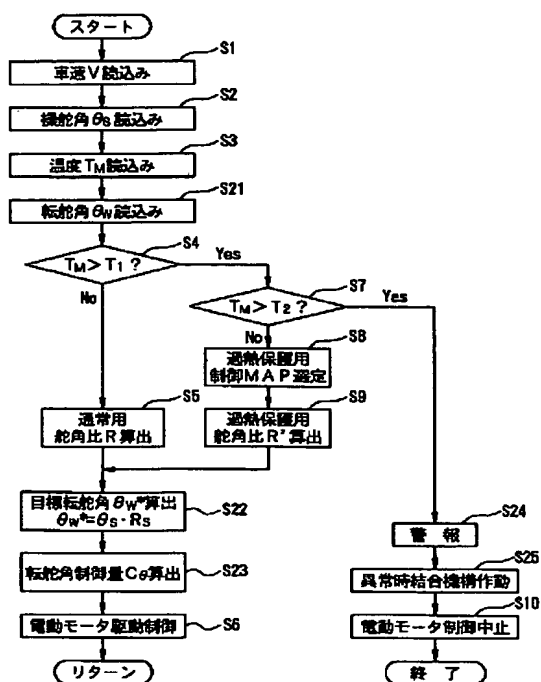 スタート
S1
車速V読込み
S2
操舵角θS読込み
S3
温度TM読込み
S21
転舵角θW読込み
S4
TM>T1?
Yes
No
S7
TM>T2?
Yes
No
S8
過熱保護用
制御MAP選定
S5
通常用
舵角比R算出
S9
過熱保護用
舵角比R'算出
目標転舵角θW*算出
θW*=θS・RS
S22
転舵角制御量Cθ算出
S23
電動モータ駆動制御
S6
リターン
S24
警報
S25
異常時結合機構作動
S10
電動モータ制御中止
終了